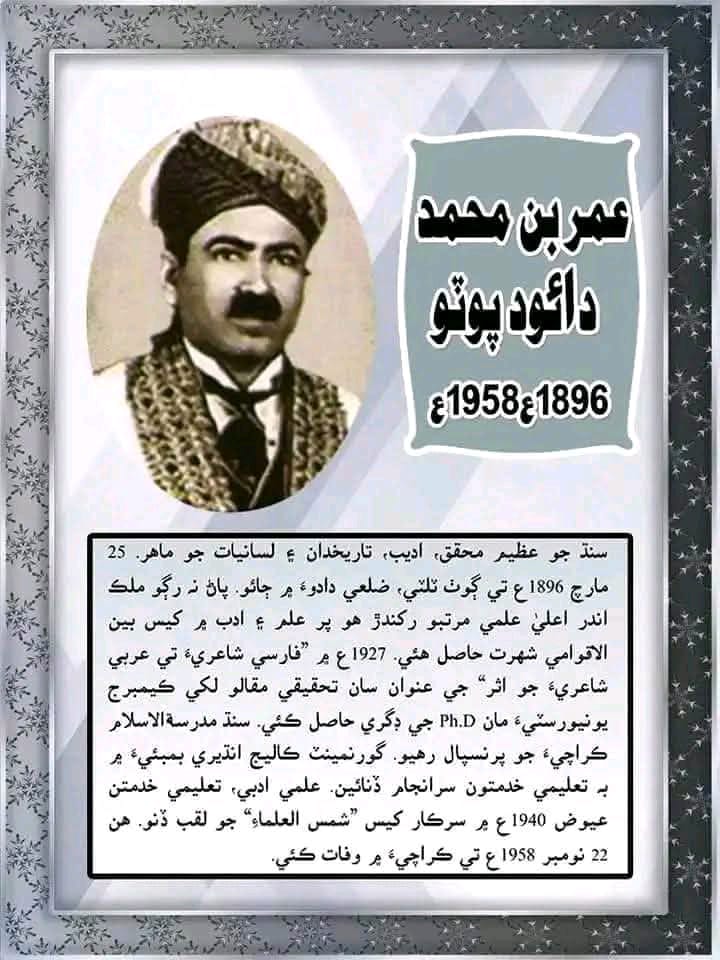 عمر بن محمد
دائود پوٽو
1896ع1958ع
سنڌ جو عظيم محقق، اديب، تاريخدان ۽ لسانيات جو ماهر. 25
مارچ 1896ع تي ڳوٺ ٽلٽي، ضلعي دادوءَ ۾ ڄائو. پاڻ نہ رڳو ملڪ
اندر اعليٰ علمي مرتبو رکندڙ هو پر علم ۽ ادب ۾ کيس بين
الاقوامي شهرت حاصل هئي. 1927ع ۾ ”فارسي شاعريءَ تي عربي
شاعريءَ جو اثر“ جي عنوان سان تحقيقي مقالو لکي ڪيمبرج
يونيورسٽيءَ مان Ph.D جي ڊگري حاصل ڪئي. سنڌ مدرسۃالاسلام
ڪراچيءَ جو پرنسپال رهيو. گورنمينٽ ڪاليج انڌيري بمبئيءَ ۾
بہ تعليمي خدمتون سرانجام ڏنائين. علمي ادبي، تعليمي خدمتن
عيوض 1940ع ۾ سرڪار کيس ”شمس العلماءِ“ جو لقب ڏنو. هن
22 نومبر 1958ع تي ڪراچيءَ ۾ وفات ڪئي.